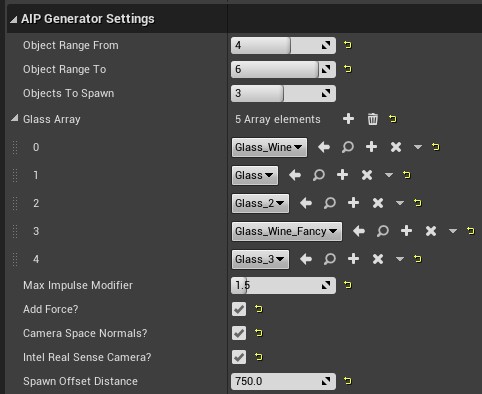 AIP Generator Settings
Object Range From 4
Object Range To 6
Objects To Spawn 3
Glass Array 5 Array elements
0 Glass_Wine
1 Glass
2 Glass_2
3 Glass_Wine_Fancy
4 Glass_3
Max Impulse Modifier 1.5
Add Force?
Camera Space Normals?
Intel Real Sense Camera?
Spawn Offset Distance 750.0